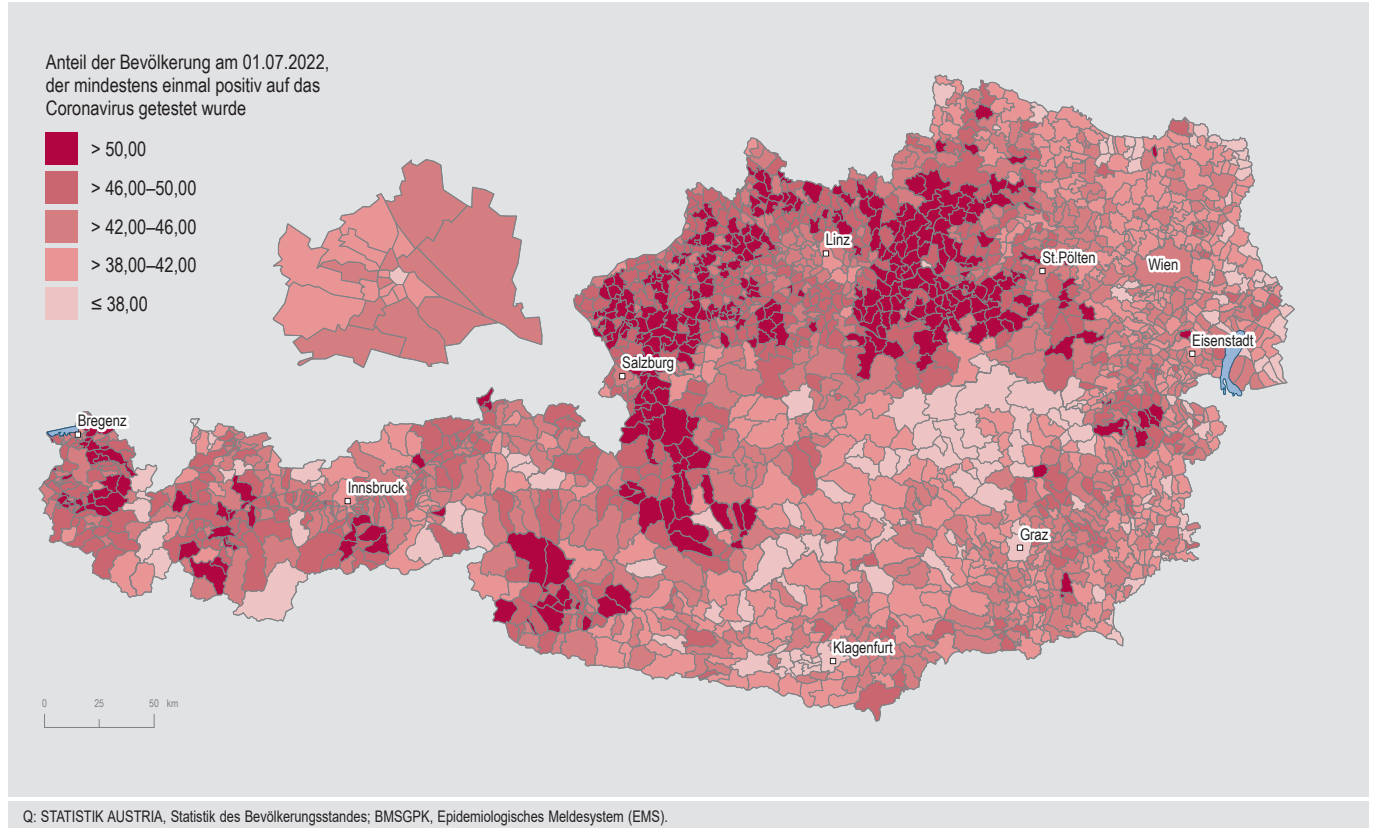 Anteil der Bevölkerung am 01.07.2022,
der mindestens einmal positiv auf das
Coronavirus getestet wurde
> 50,00
> 46,00–50,00
> 42,00–46,00
> 38,00–42,00
≤ 38,00
Linz
St.Pölten
Wien
Eisenstadt
Salzburg
Bregenz
Innsbruck
Graz
Klagenfurt
0 25 50 km
Q: STATISTIK AUSTRIA, Statistik des Bevölkerungsstandes; BMSGPK, Epidemiologisches Meldesystem (EMS).